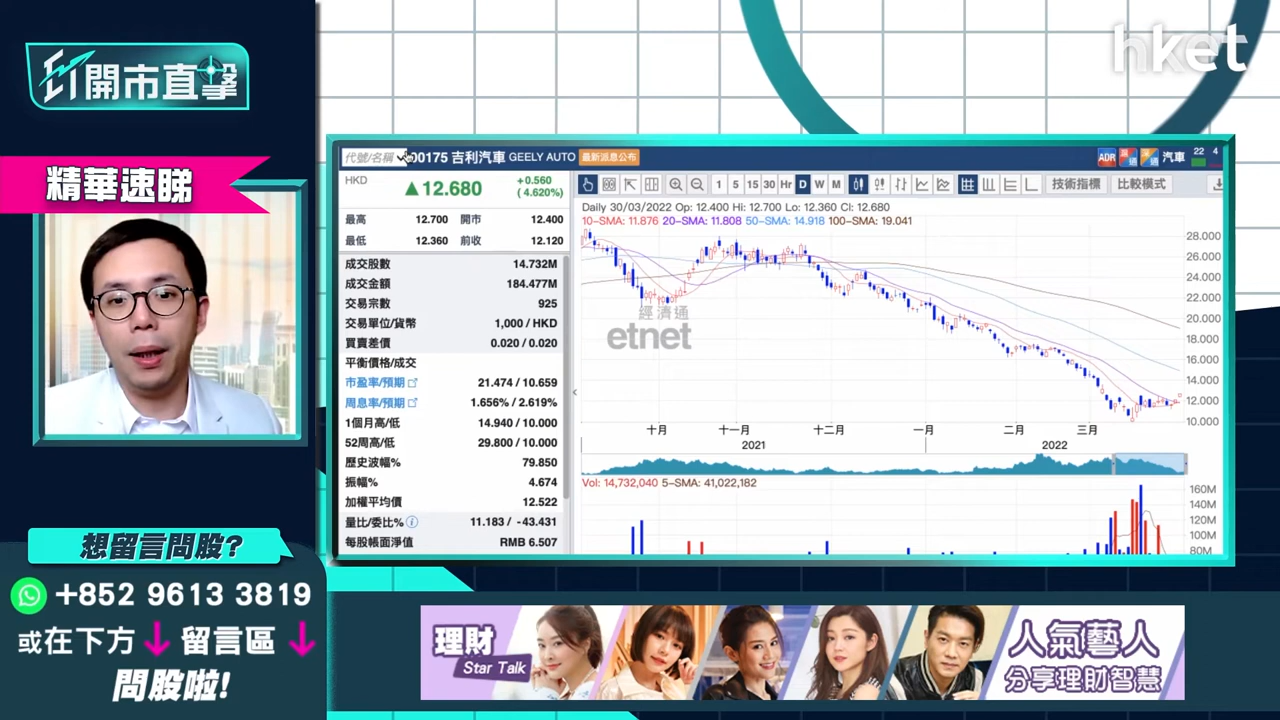 hket
開市直擊
精華速睇
代號/名稱
00175 吉利汽車 GEELY AUTO 最新派息公布
ADR
汽車
22 4
HKD
▲12.680
+0.560
( 4.620%)
最高 12.700 開市 12.400
最低 12.360 前收 12.120
成交股數 14.732M
成交金額 184.477M
交易宗數 925
交易單位/貨幣 1,000 / HKD
買賣差價 0.020 / 0.020
平衡價格/成交
市盈率/預期 21.474 / 10.659
周息率/預期 1.656% / 2.619%
1個月高/低 14.940 / 10.000
52周高/低 29.800 / 10.000
歷史波幅% 79.850
振幅% 4.674
加權平均價 12.522
量比/委比% 11.183 / -43.431
每股帳面淨值 RMB 6.507
1 5 15 30 Hr D W M 技術指標 比較模式
Daily 30/03/2022 Op: 12.400 Hi: 12.700 Lo: 12.360 Cl: 12.680
10-SMA: 11.876 20-SMA: 11.808 50-SMA: 14.918 100-SMA: 19.041
28.000
26.000
24.000
22.000
20.000
18.000
16.000
14.000
12.000
10.000
經濟通
etnet
十月 十一月 十二月 一月 二月 三月
2021 2022
Vol: 14,732,040 5-SMA: 41,022,182
160M
140M
120M
100M
80M
想留言問股?
+852 9613 3819
或在下方 留言區
問股啦!
理財
Star Talk
人氣藝人
分享理財智慧